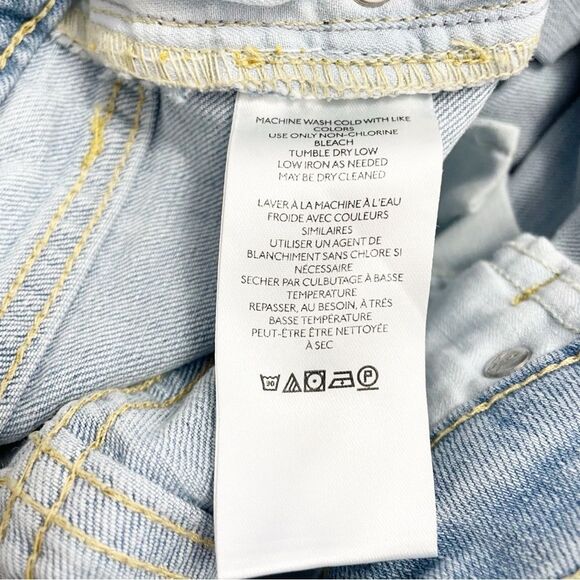 MACHINE WASH COLD WITH LIKE
COLORS
USE ONLY NON-CHLORINE
BLEACH
TUMBLE DRY LOW
LOW IRON AS NEEDED
MAY BE DRY CLEANED
LAVER À LA MACHINE À L'EAU
FROIDE AVEC COULEURS
SIMILAIRES
UTILISER UN AGENT DE
BLANCHIMENT SANS CHLORE SI
NÉCESSAIRE
SECHER PAR CULBUTAGE À BASSE
TEMPERATURE
REPASSER, AU BESOIN, À TRÉS
BASSE TEMPÉRATURE
PEUT-ÊTRE ÊTRE NETTOYÉE
À SEC
30 P